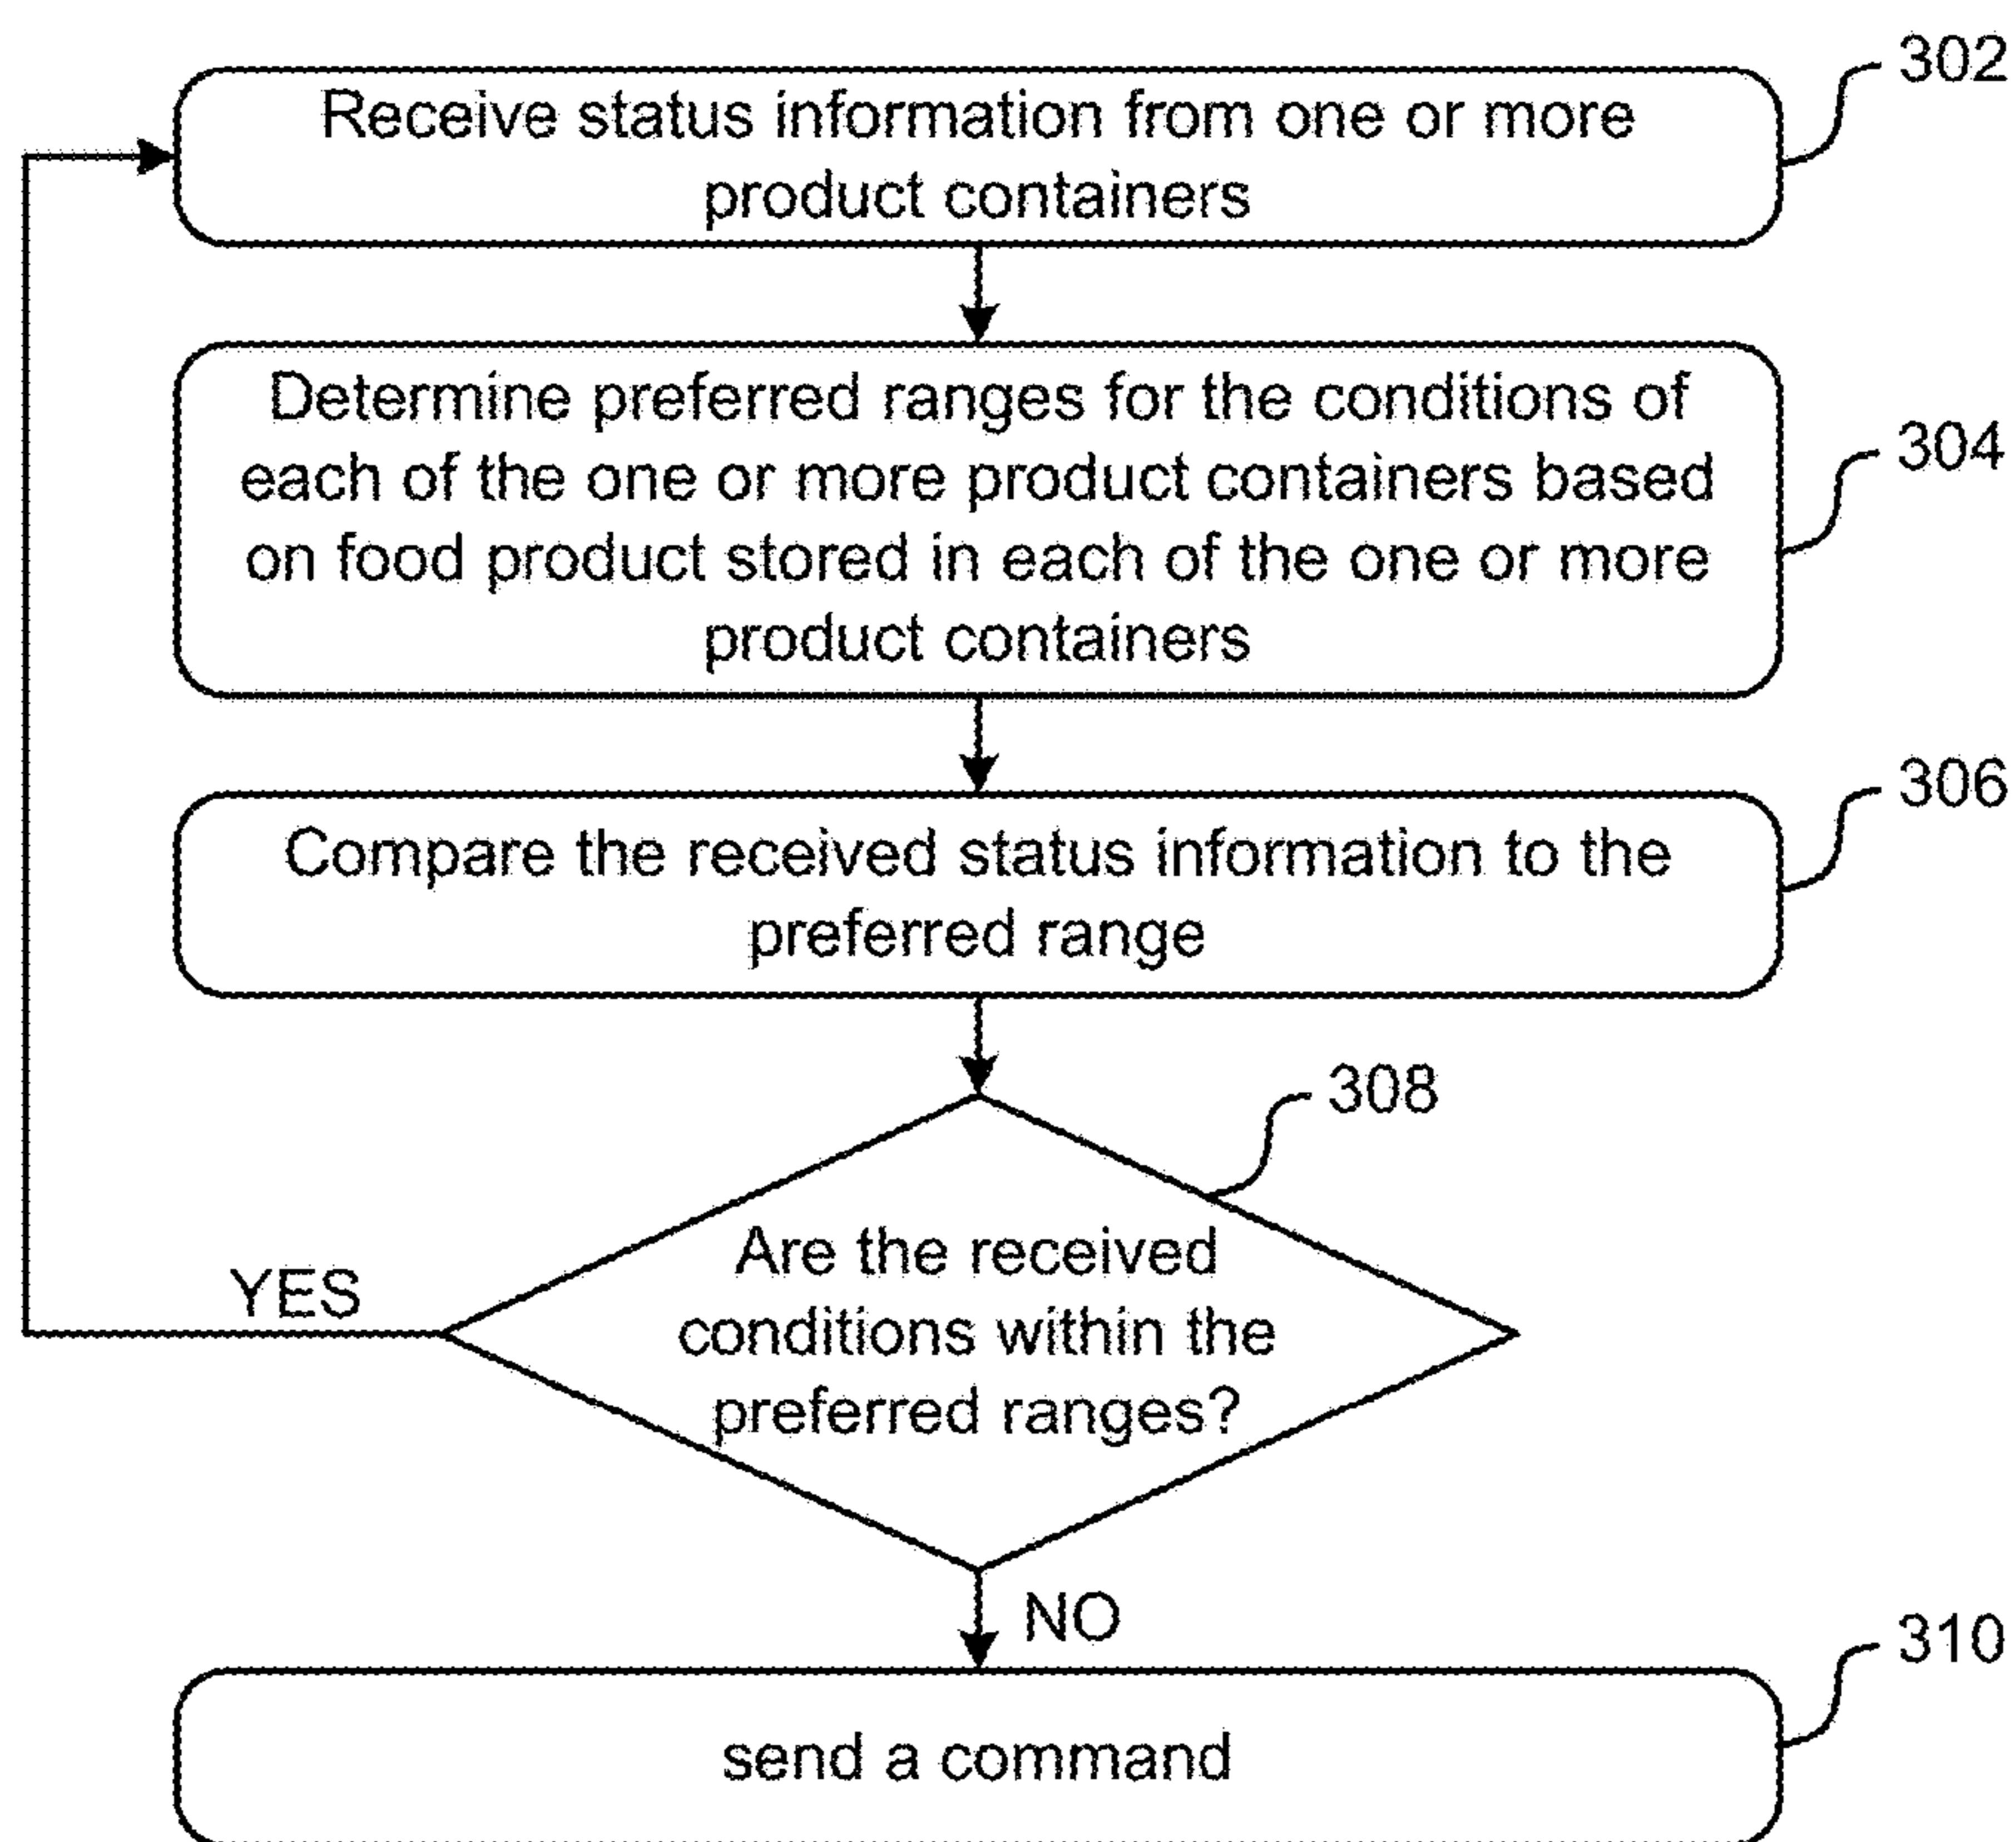 302
Receive status information from one or more
product containers
Determine preferred ranges for the conditions of
each of the one or more product containers based
on food product stored in each of the one or more
product containers
304
306
Compare the received status information to the
preferred range
308
Are the received
conditions within the
preferred ranges?
YES
NO
310
send a command